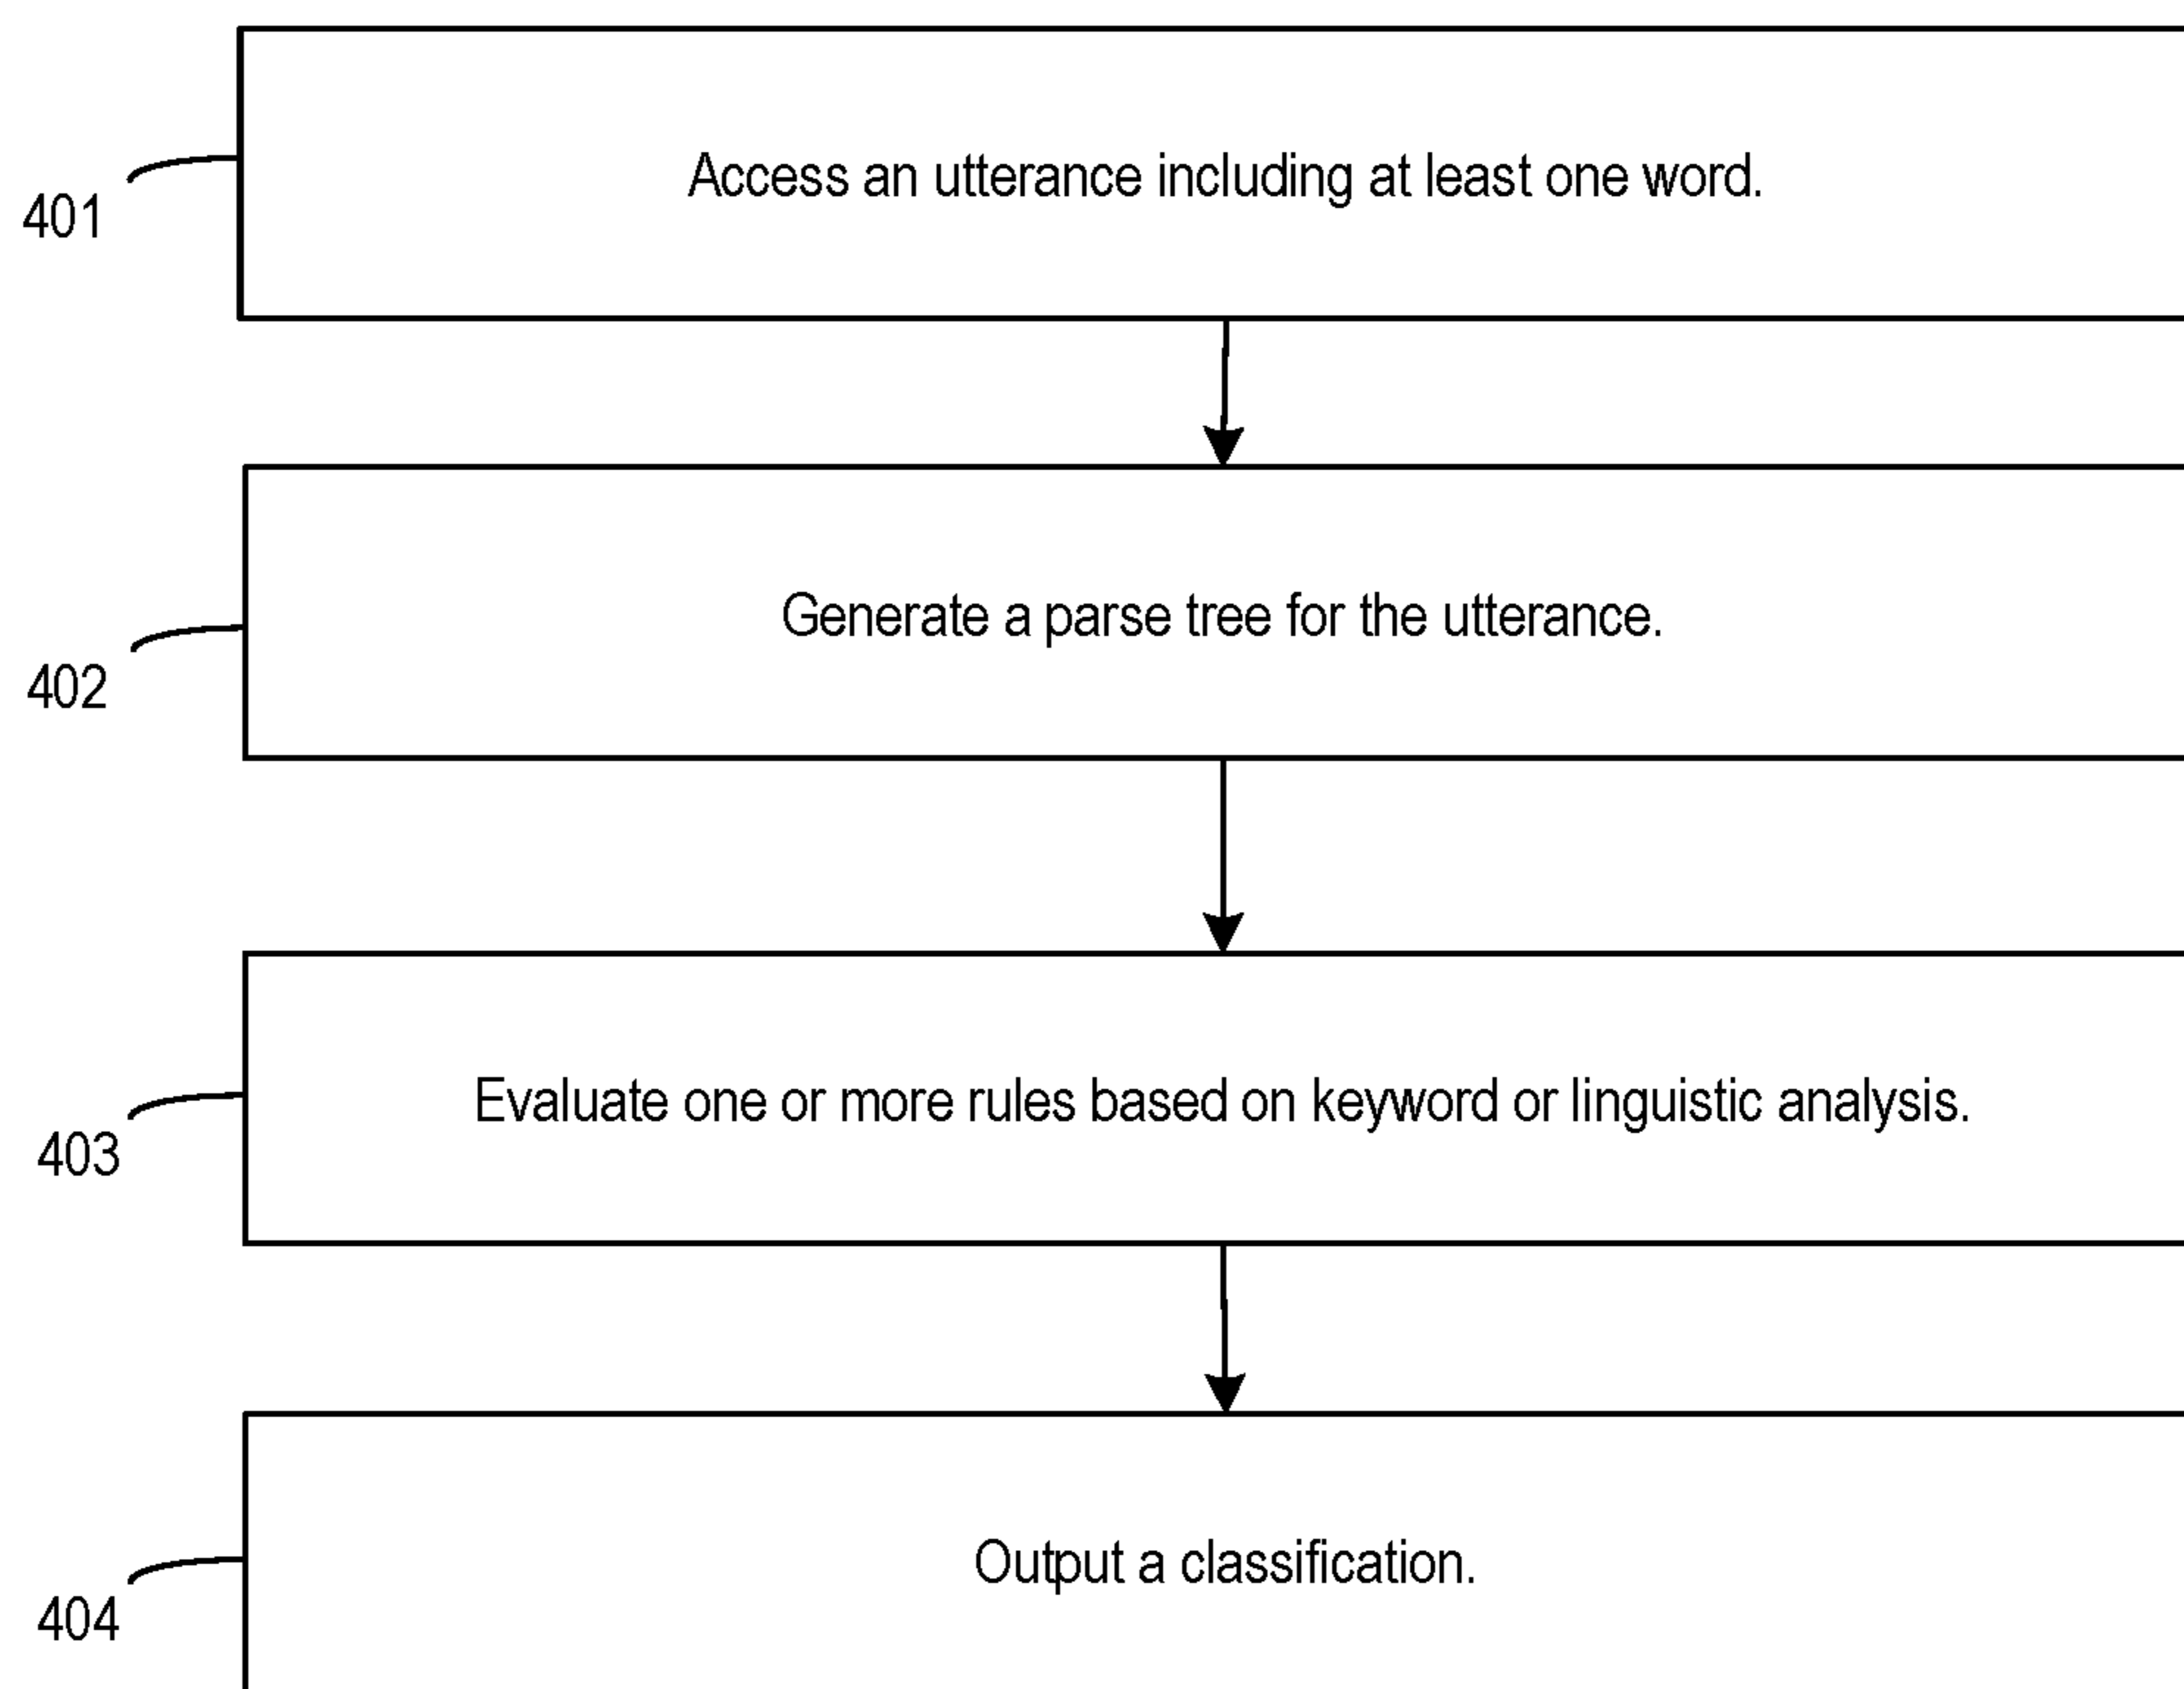 Access an utterance including at least one word.
401
Generate a parse tree for the utterance.
402
Evaluate one or more rules based on keyword or linguistic analysis.
403
Output a classification.
404